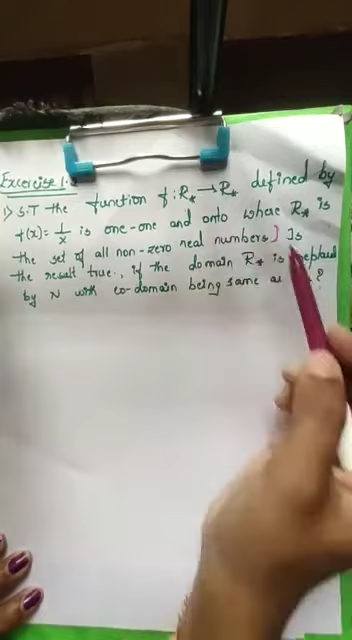 Excercise 1:
1) S.T the function f: R* → R* defined by
f(x) = 1/x is one-one and onto where R* is
the set of all non-zero real numbers } Is
the result true., if the domain R* is replaced
by N with co-domain being same as ?